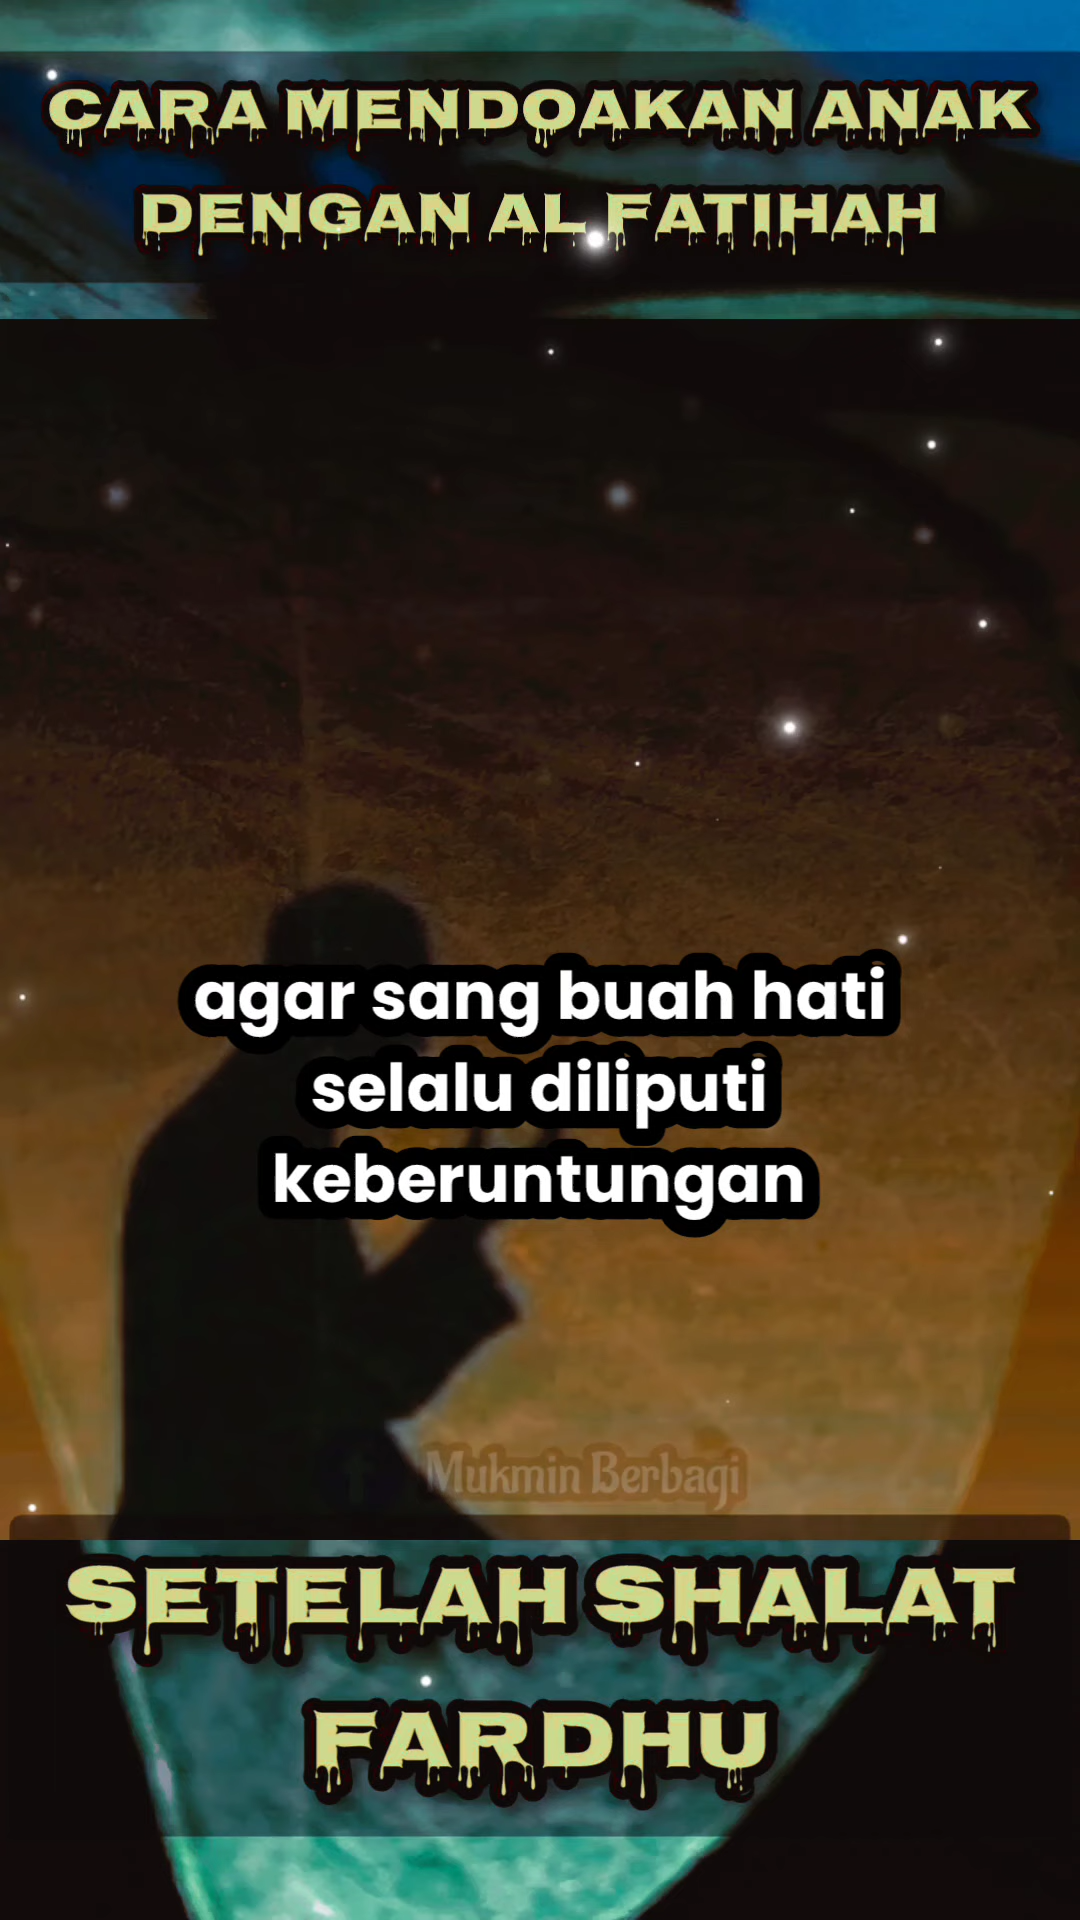 CARA MENDOAKAN ANAK
DENGAN AL FATIHAH
agar sang buah hati
selalu diliputi
keberuntungan
Mukmin Berbagi
SETELAH SHALAT
FARDHU